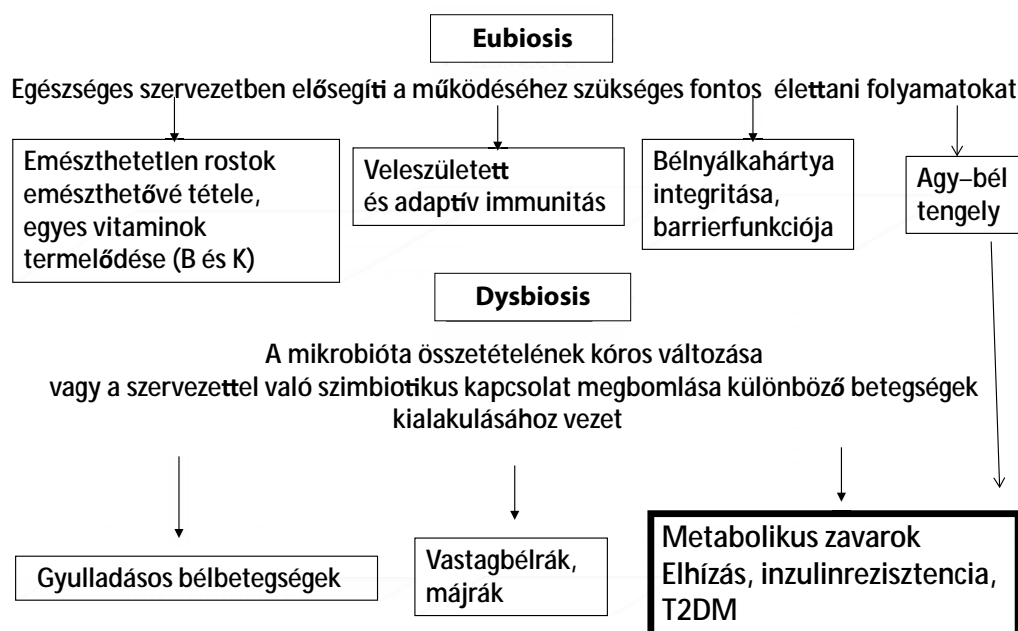 Eubiosis
Egészséges szervezetben elősegíti a működéséhez szükséges fontos élettani folyamatokat
Emészthetetlen rostok
emészthetővé tétele,
egyes vitaminok
termelődése (B és K)
Veleszületett
és adaptív immunitás
Bélnyálkahártya
integritása,
barrierfunkciója
Agy–bél
tengely
Dysbiosis
A mikrobióta összetételének kóros változása
vagy a szervezettel való szimbiotikus kapcsolat megbomlása különböző betegségek
kialakulásához vezet
Gyulladásos bélbetegségek
Vastagbélrák,
májrák
Metabolikus zavarok
Elhízás, inzulinrezisztencia,
T2DM